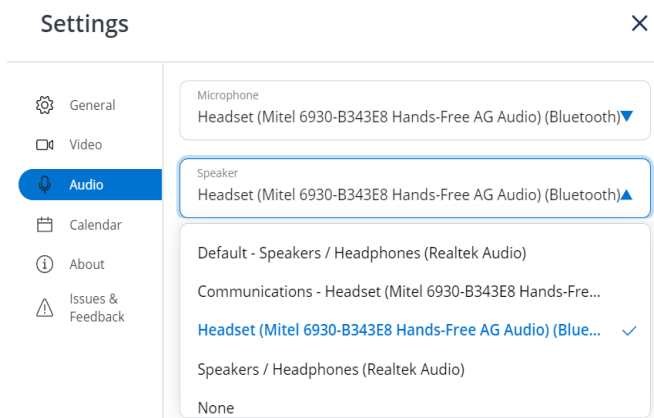 Settings
General
Video
Audio
Calendar
About
Issues &
Feedback
Microphone
Headset (Mitel 6930-B343E8 Hands-Free AG Audio) (Bluetooth)
Speaker
Headset (Mitel 6930-B343E8 Hands-Free AG Audio) (Bluetooth)
Default - Speakers / Headphones (Realtek Audio)
Communications - Headset (Mitel 6930-B343E8 Hands-Fre...
Headset (Mitel 6930-B343E8 Hands-Free AG Audio) (Blue...
Speakers / Headphones (Realtek Audio)
None